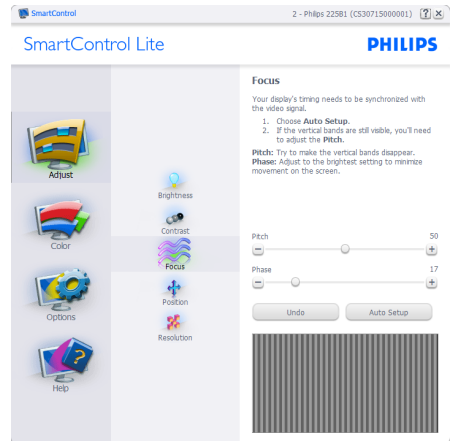 SmartControl
2 - Philips 225B1 (CS30715000001)
?
SmartControl Lite
PHILIPS
Adjust
Color
Options
Help
Brightness
Contrast
Focus
Position
Resolution
Focus
Your display's timing needs to be synchronized with
the video signal.
1. Choose Auto Setup.
2. If the vertical bands are still visible, you'll need
to adjust the Pitch.
Pitch: Try to make the vertical bands disappear.
Phase: Adjust to the brightest setting to minimize
movement on the screen.
Pitch 50
Phase 17
Undo
Auto Setup